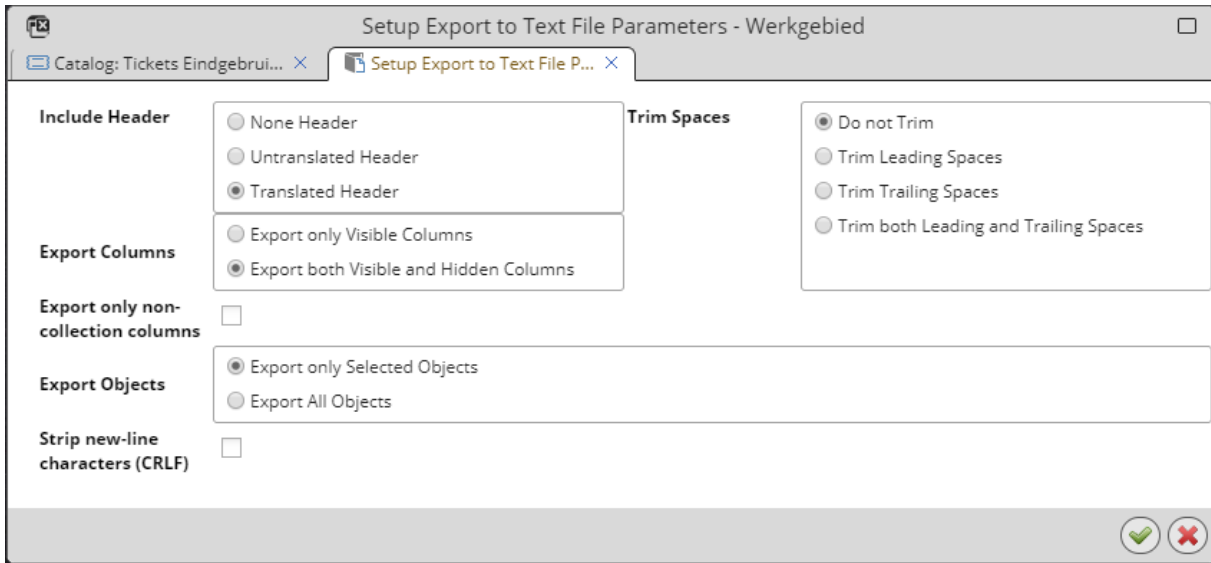 Setup Export to Text File Parameters - Werkgebied
Catalog: Tickets Eindgebrui...
Setup Export to Text File P...
Include Header
None Header
Untranslated Header
Translated Header
Trim Spaces
Do not Trim
Trim Leading Spaces
Trim Trailing Spaces
Trim both Leading and Trailing Spaces
Export Columns
Export only Visible Columns
Export both Visible and Hidden Columns
Export only non-
collection columns
Export Objects
Export only Selected Objects
Export All Objects
Strip new-line
characters (CRLF)